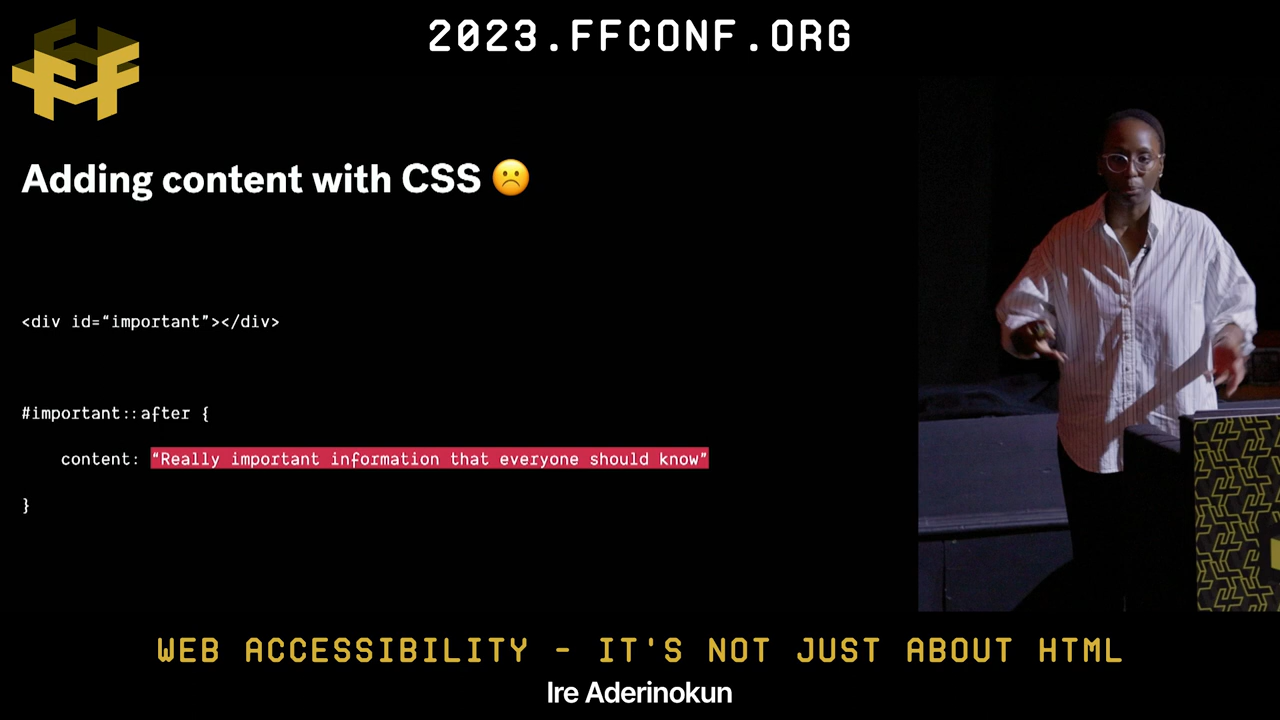 2023.FFCONF.ORG
Adding content with CSS ☹️
<div id=“important”></div>
#important::after {
content: “Really important information that everyone should know”
}
WEB ACCESSIBILITY - IT'S NOT JUST ABOUT HTML
Ire Aderinokun